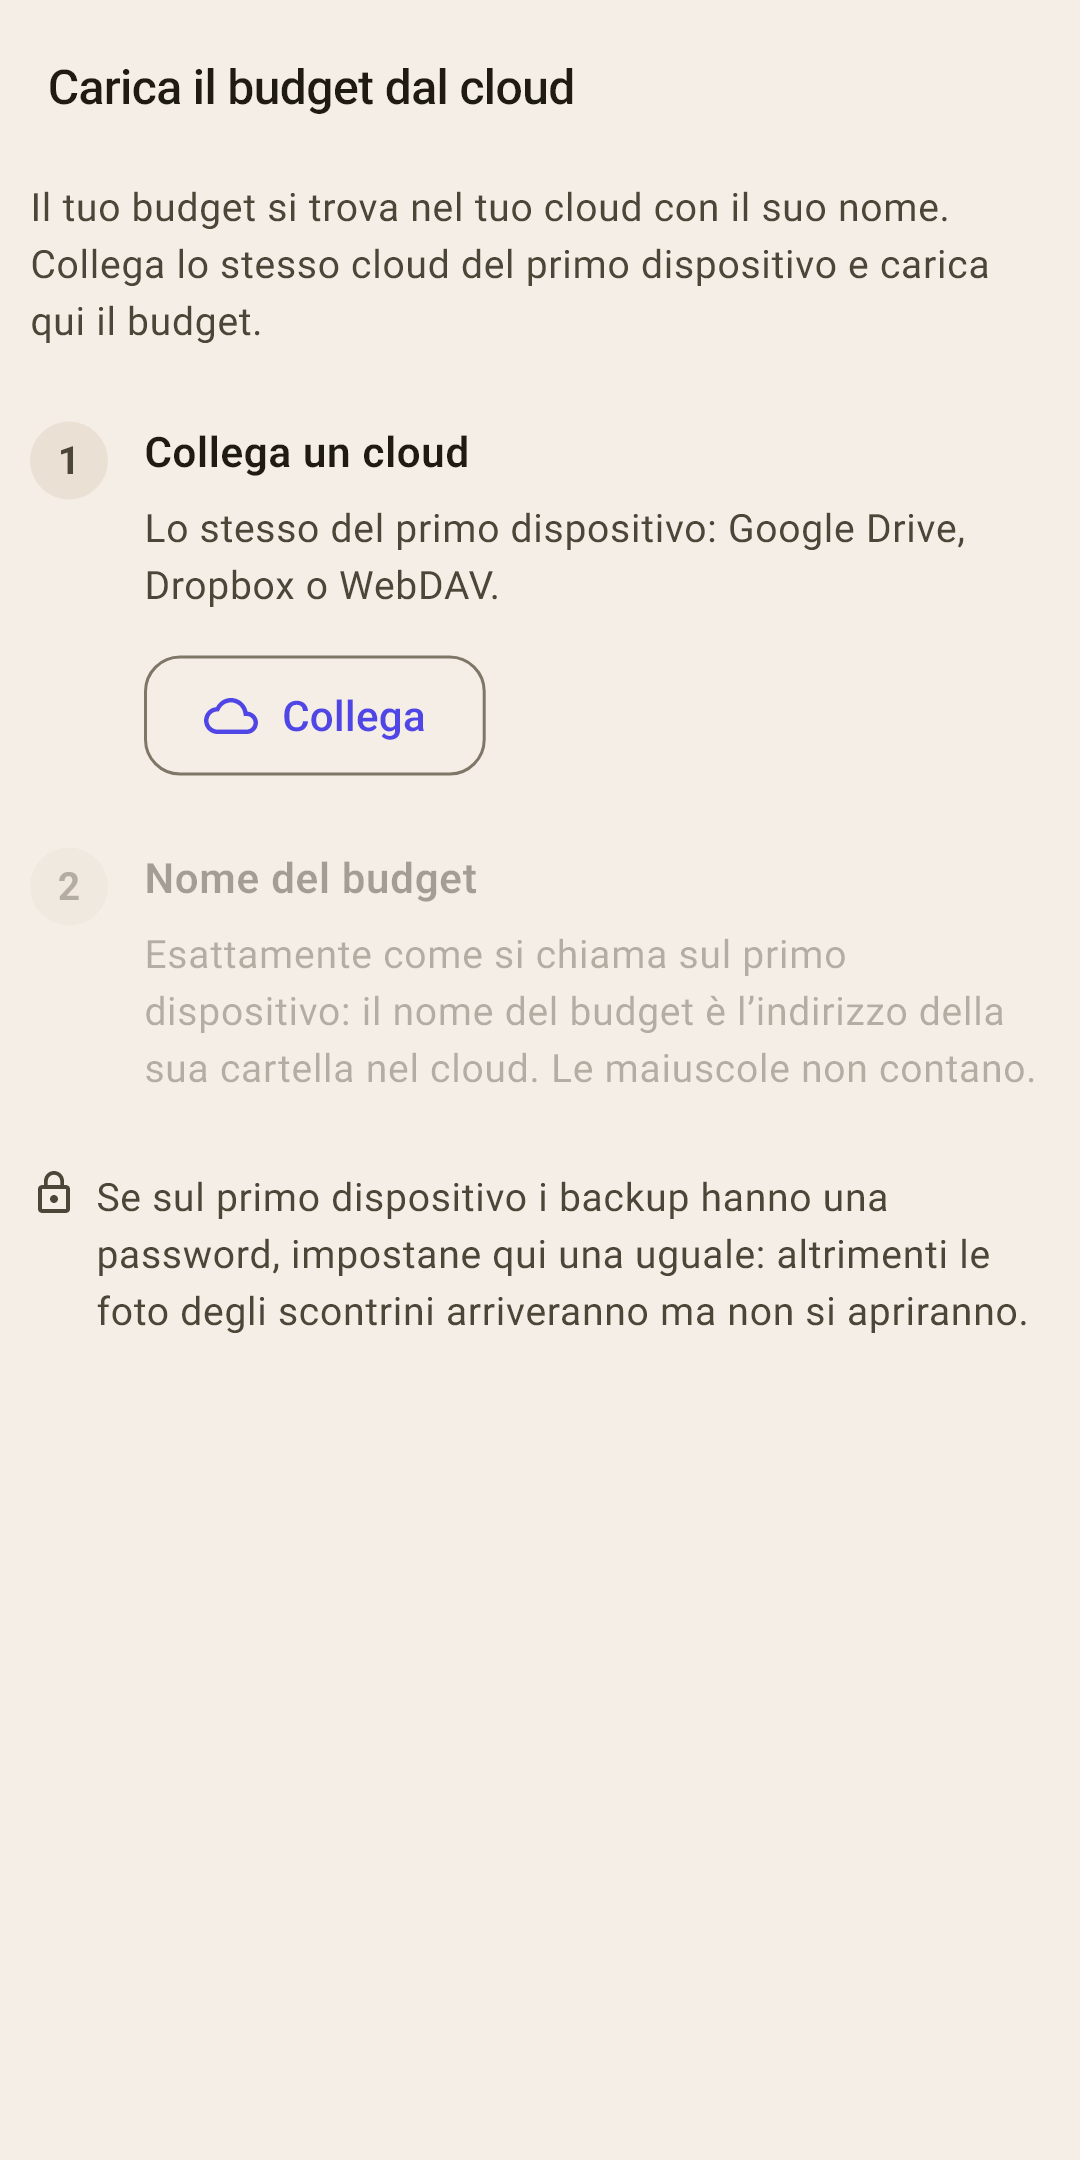 Carica il budget dal cloud
Il tuo budget si trova nel tuo cloud con il suo nome.
Collega lo stesso cloud del primo dispositivo e carica
qui il budget.
1
Collega un cloud
Lo stesso del primo dispositivo: Google Drive,
Dropbox o WebDAV.
Collega
2
Nome del budget
Esattamente come si chiama sul primo
dispositivo: il nome del budget è l’indirizzo della
sua cartella nel cloud. Le maiuscole non contano.
Se sul primo dispositivo i backup hanno una
password, impostane qui una uguale: altrimenti le
foto degli scontrini arriveranno ma non si apriranno.